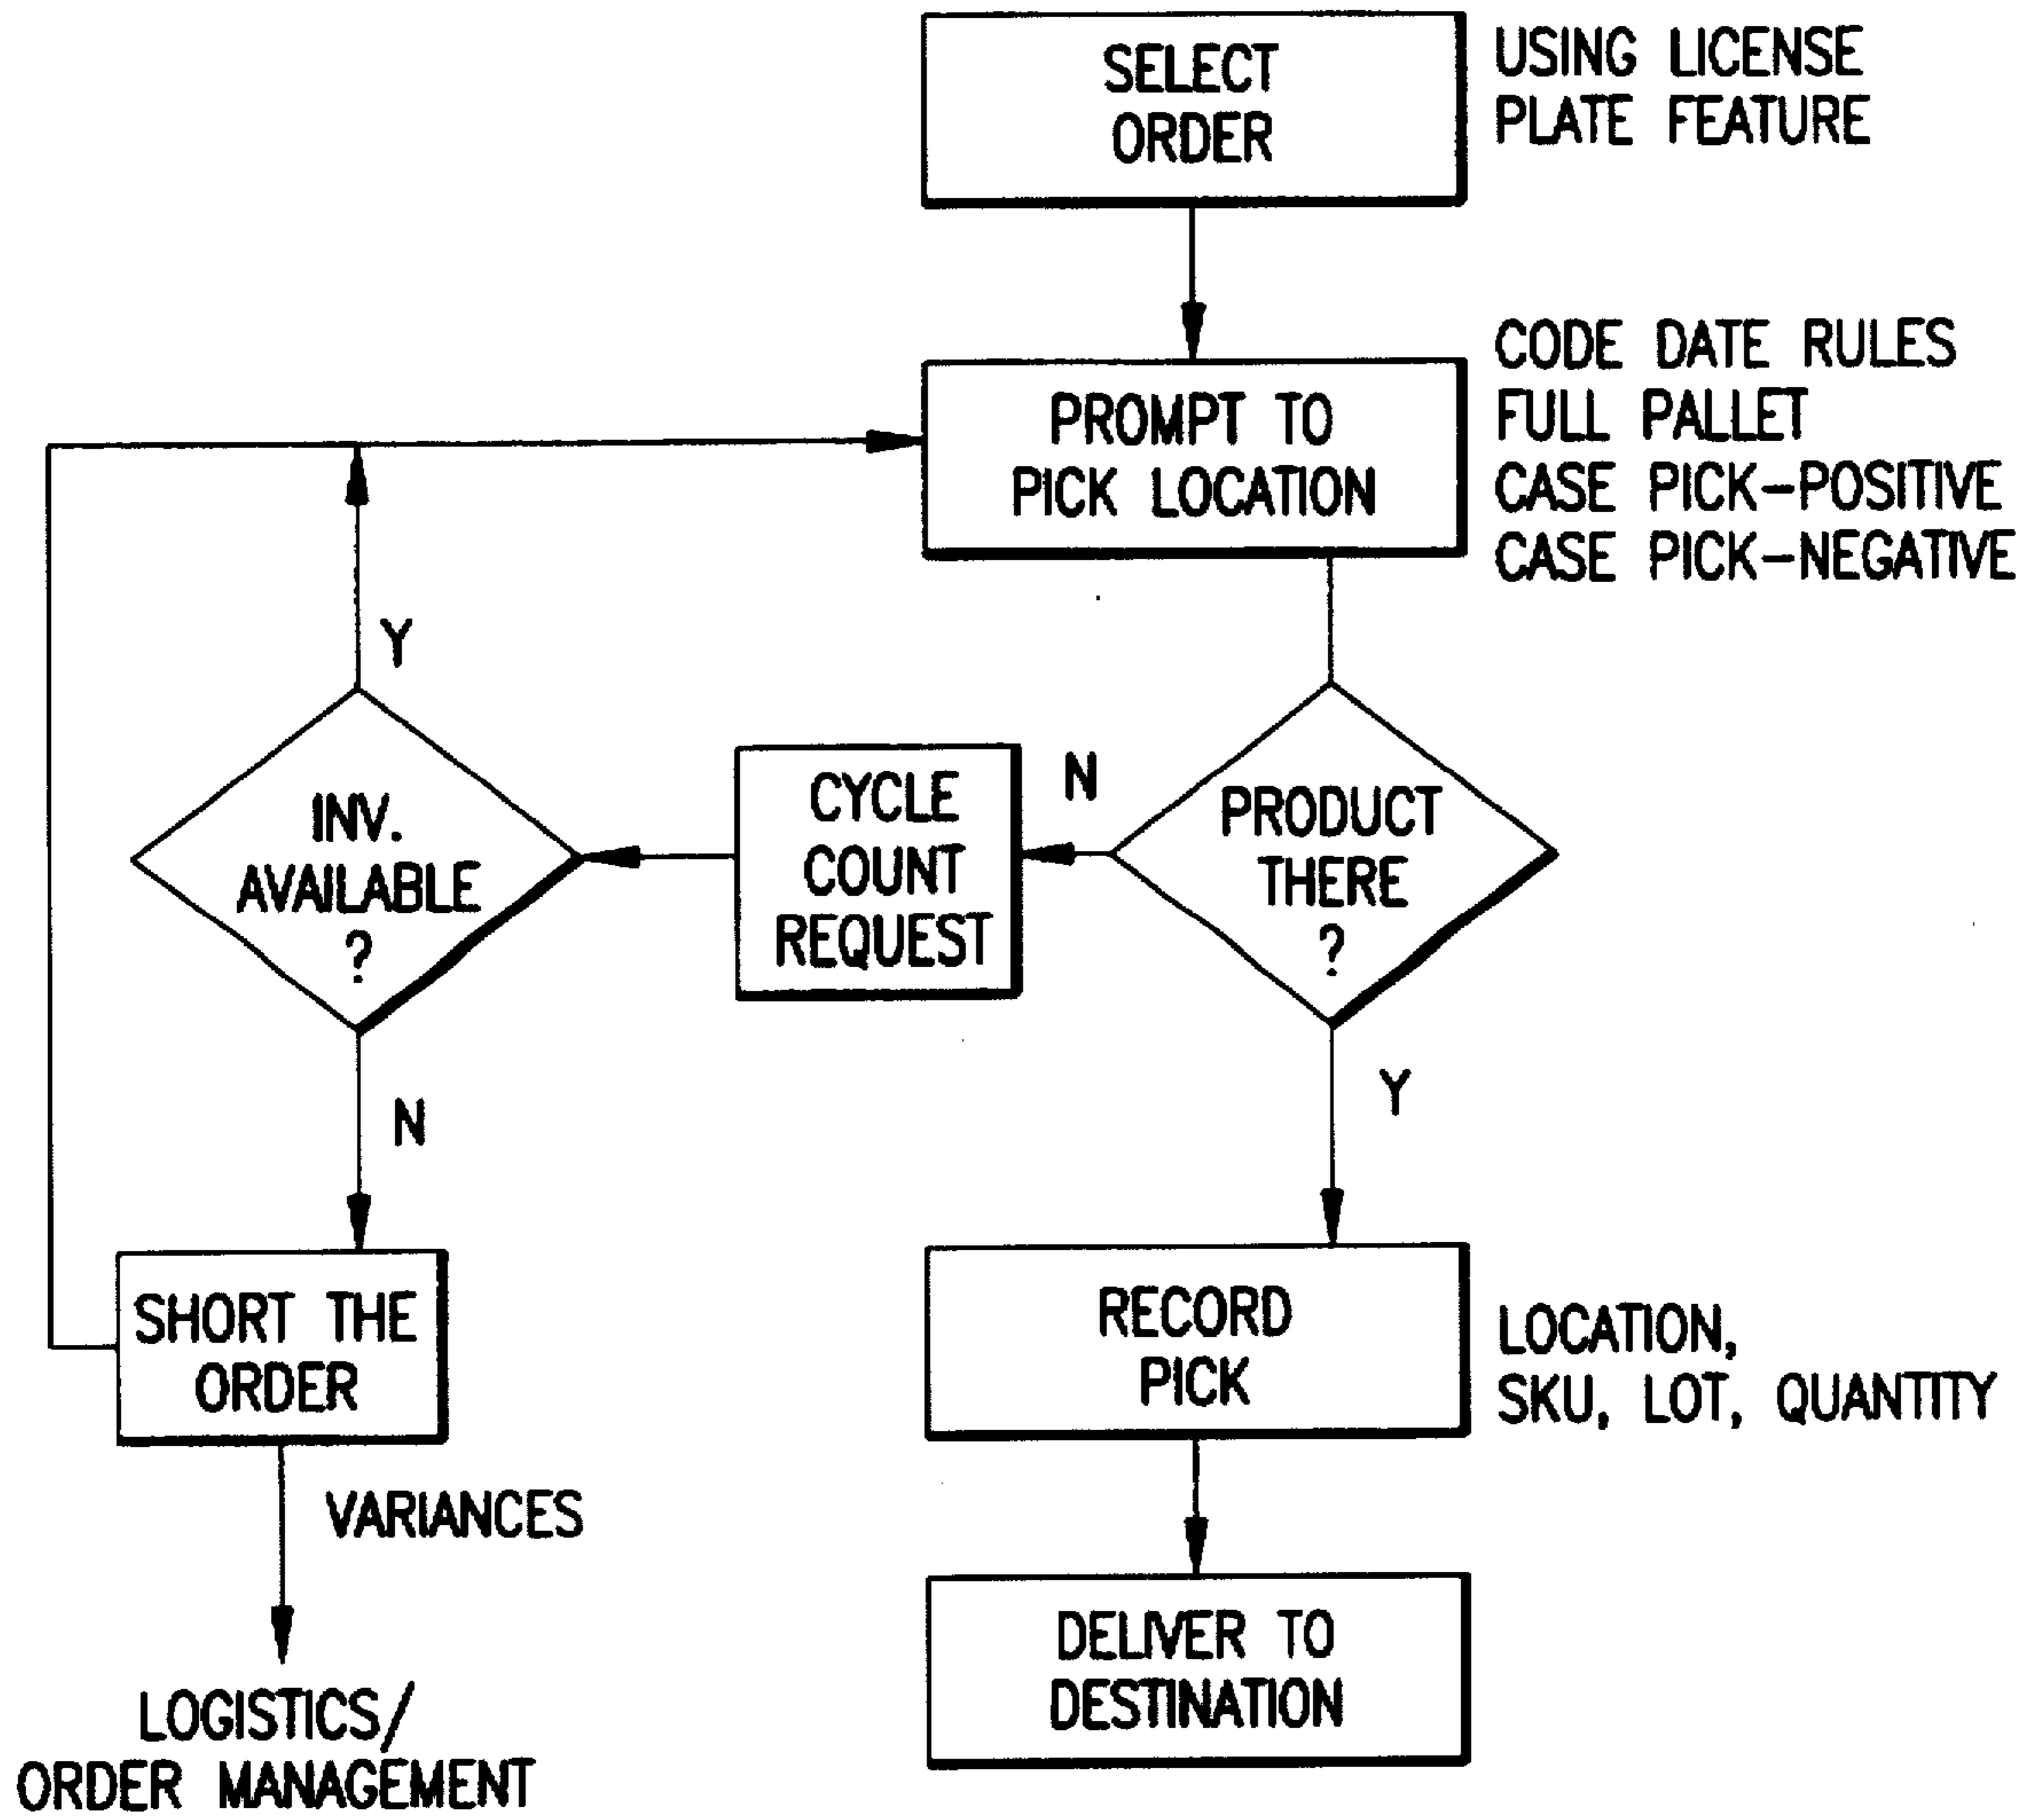 SELECT
ORDER
USING LICENSE
PLATE FEATURE
PROMPT TO
PICK LOCATION
CODE DATE RULES
FULL PALLET
CASE PICK-POSITIVE
CASE PICK-NEGATIVE
Y
INV.
AVAILABLE
?
CYCLE
COUNT
REQUEST
N
PRODUCT
THERE
?
N
Y
SHORT THE
ORDER
RECORD
PICK
LOCATION,
SKU, LOT, QUANTITY
VARIANCES
LOGISTICS/
ORDER MANAGEMENT
DELIVER TO
DESTINATION